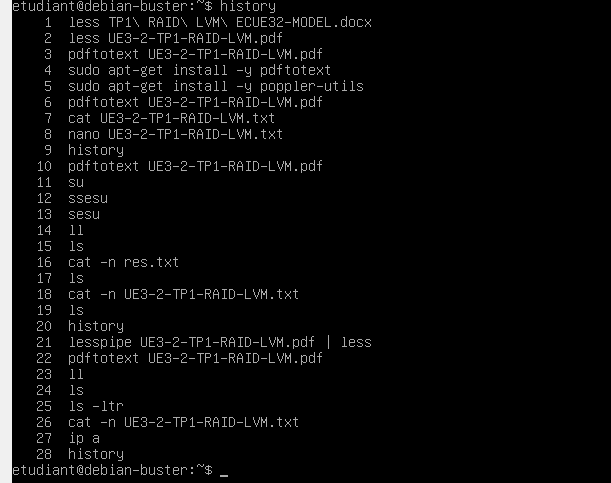 etudiant@debian-buster:~$ history
1 less TP1\ RAID\ LVM\ ECUE32-MODEL.docx
2 less UE3-2-TP1-RAID-LVM.pdf
3 pdftotext UE3-2-TP1-RAID-LVM.pdf
4 sudo apt-get install -y pdftotext
5 sudo apt-get install -y poppler-utils
6 pdftotext UE3-2-TP1-RAID-LVM.pdf
7 cat UE3-2-TP1-RAID-LVM.txt
8 nano UE3-2-TP1-RAID-LVM.txt
9 history
10 pdftotext UE3-2-TP1-RAID-LVM.pdf
11 su
12 ssesu
13 sesu
14 ll
15 ls
16 cat -n res.txt
17 ls
18 cat -n UE3-2-TP1-RAID-LVM.txt
19 ls
20 history
21 lesspipe UE3-2-TP1-RAID-LVM.pdf | less
22 pdftotext UE3-2-TP1-RAID-LVM.pdf
23 ll
24 ls
25 ls -ltr
26 cat -n UE3-2-TP1-RAID-LVM.txt
27 ip a
28 history
etudiant@debian-buster:~$ _